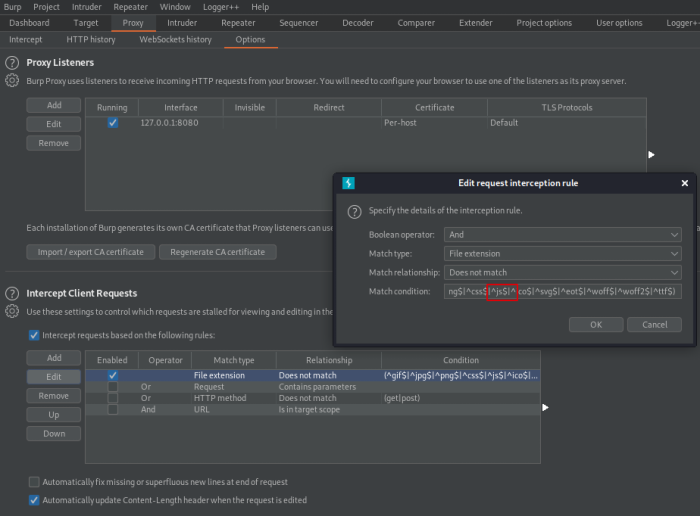 Burp Project Intruder Repeater Window Logger++ Help
Dashboard Target Proxy Intruder Repeater Sequencer Decoder Comparer Extender Project options User options Logger+
Intercept HTTP history WebSockets history Options
Proxy Listeners
Burp Proxy uses listeners to receive incoming HTTP requests from your browser. You will need to configure your browser to use one of the listeners as its proxy server.
Add Running Interface Invisible Redirect Certificate TLS Protocols
Edit 127.0.0.1:8080 Per-host Default
Remove
Edit request interception rule
Specify the details of the interception rule.
Each installation of Burp generates its own CA certificate that Proxy listeners can use
Boolean operator: And
Import / export CA certificate Regenerate CA certificate
Match type: File extension
Match relationship: Does not match
Match condition: ng$|^css$|^js$|^ico$|^svg$|^eot$|^woff$|^woff2$|^ttf$)
OK Cancel
Intercept Client Requests
Use these settings to control which requests are stalled for viewing and editing in the
Intercept requests based on the following rules:
Add Enabled Operator Match type Relationship Condition
Edit File extension Does not match (^gif$|^jpg$|^png$|^css$|^js$|^ico$|...
Or Request Contains parameters
Remove Or HTTP method Does not match (get|post)
Up And URL Is in target scope
Down
Automatically fix missing or superfluous new lines at end of request
Automatically update Content-Length header when the request is edited